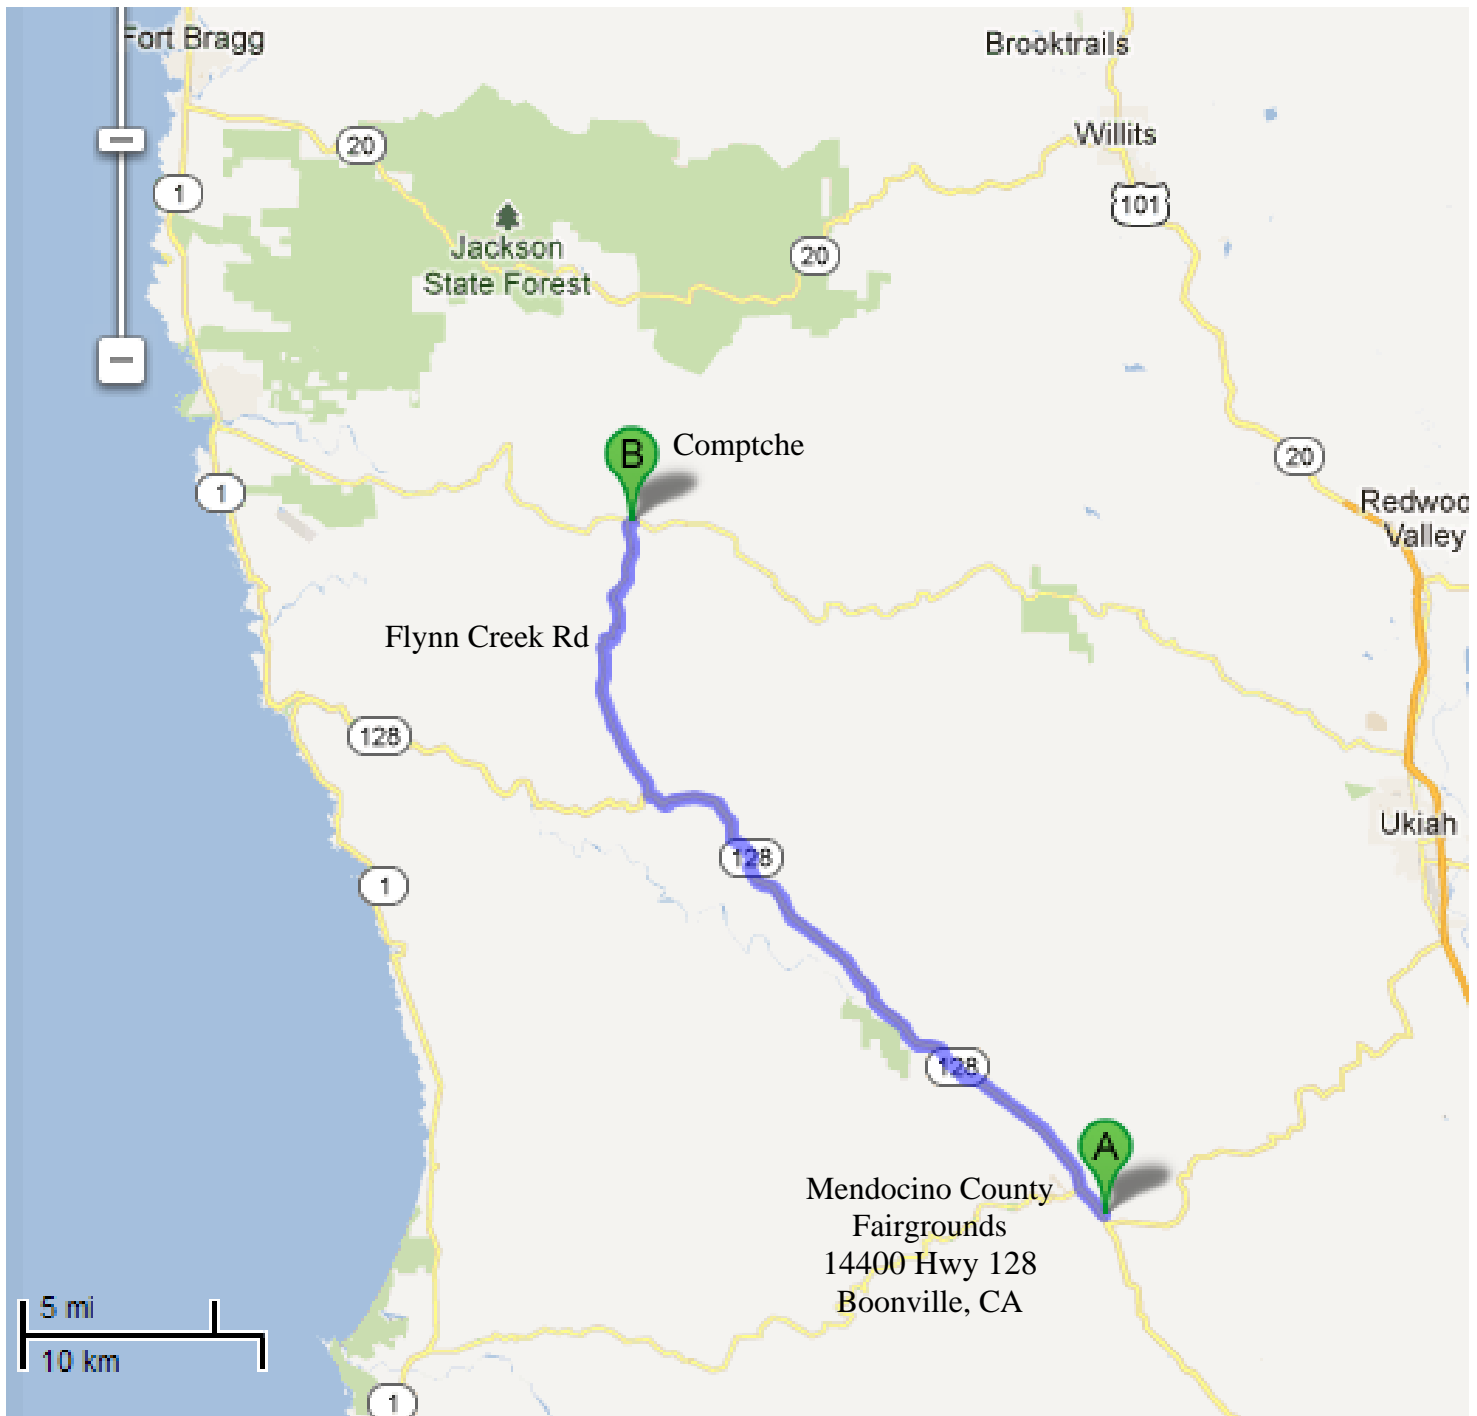 Fort Bragg
Brooktrails
Willits
20
1
101
Jackson
State Forest
20
B
Comptche
20
1
Redwoo
Valley
Flynn Creek Rd
128
Ukiah
128
1
128
A
Mendocino County
Fairgrounds
14400 Hwy 128
Boonville, CA
5 mi
10 km
1